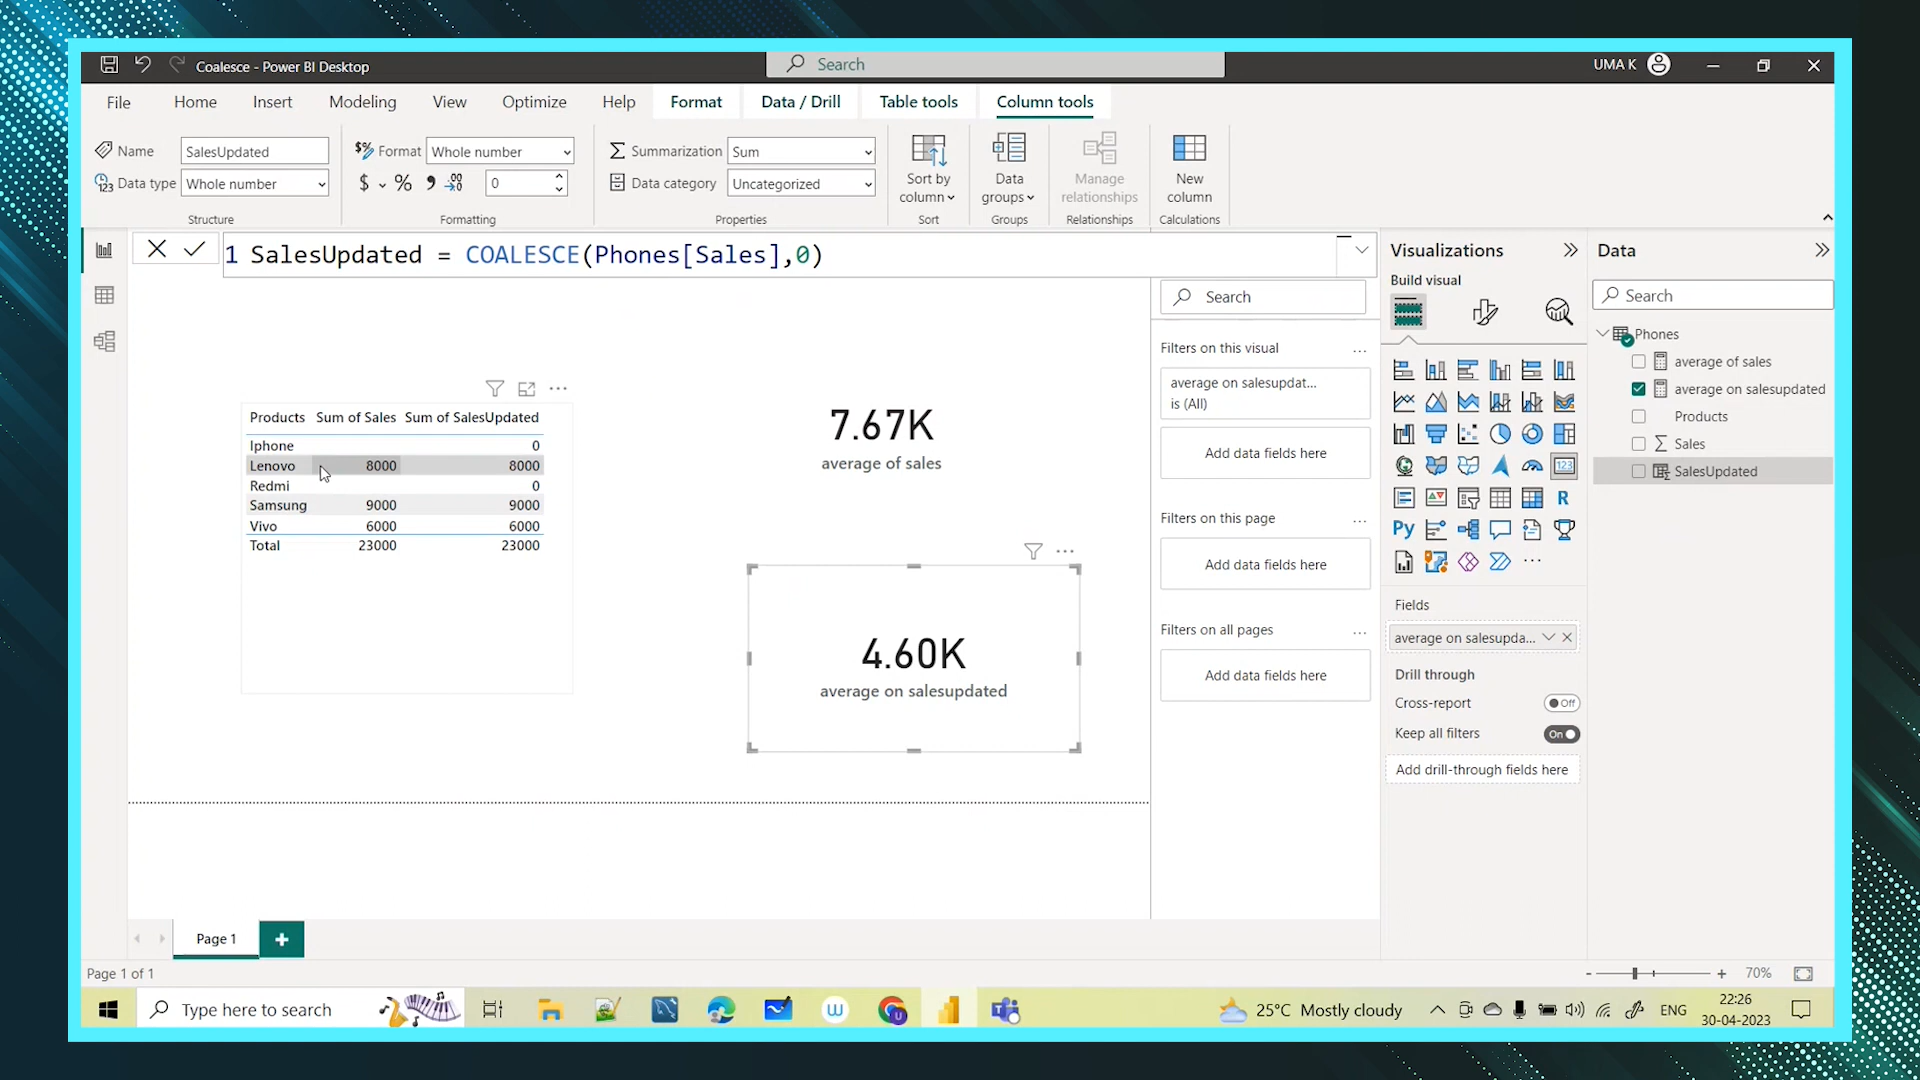 Coalesce - Power BI Desktop
Search
UMA K
File Home Insert Modeling View Optimize Help Format Data / Drill Table tools Column tools
Name SalesUpdated
Format Whole number
Summarization Sum
Data type Whole number
$ % 0
Data category Uncategorized
Sort by column
Data groups
Manage relationships
New column
Structure Formatting Properties Sort Groups Relationships Calculations
1 SalesUpdated = COALESCE(Phones[Sales],0)
Products Sum of Sales Sum of SalesUpdated
Iphone 0
Lenovo 8000 8000
Redmi 0
Samsung 9000 9000
Vivo 6000 6000
Total 23000 23000
7.67K
average of sales
4.60K
average on salesupdated
Search
Filters on this visual ...
average on salesupdat...
is (All)
Add data fields here
Filters on this page ...
Add data fields here
Filters on all pages ...
Add data fields here
Visualizations
Build visual
123
R
Py
...
Fields
average on salesupda...
Drill through
Cross-report Off
Keep all filters On
Add drill-through fields here
Data
Search
Phones
average of sales
average on salesupdated
Products
Sales
SalesUpdated
Page 1
Page 1 of 1
- + 70%
Type here to search
25°C Mostly cloudy
ENG
22:26
30-04-2023